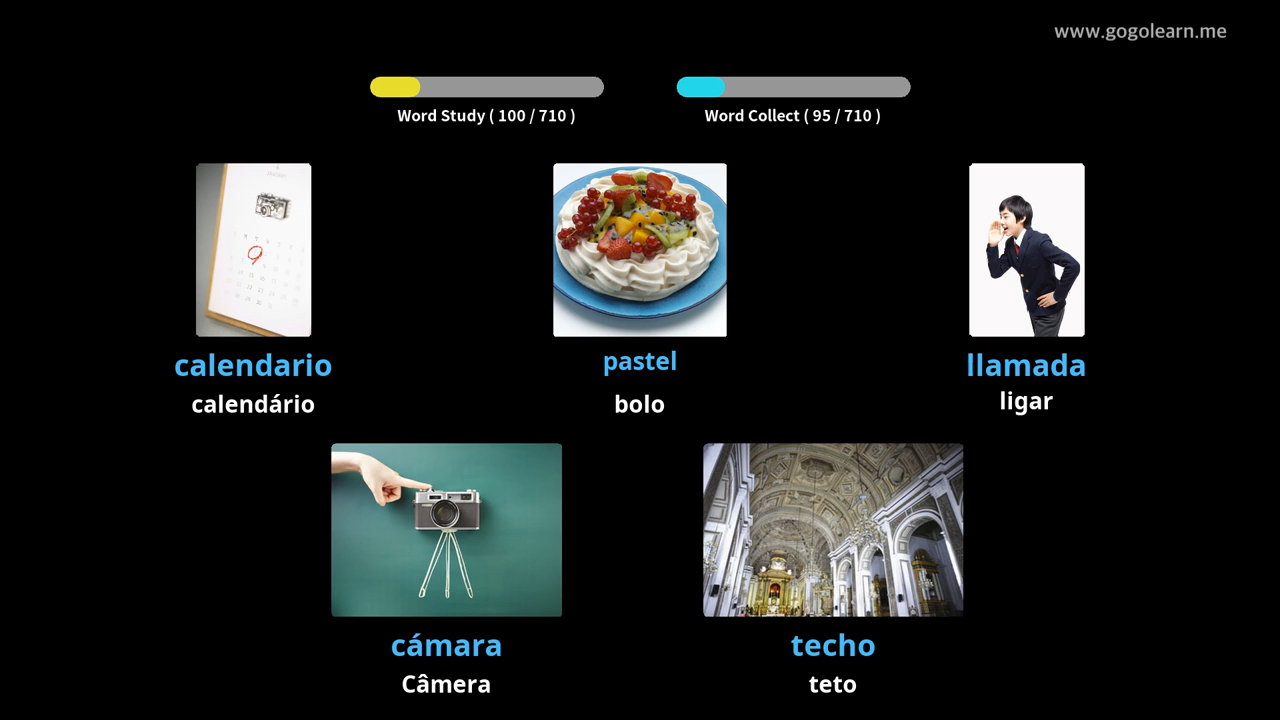 www.gogolearn.me
Word Study ( 100 / 710 )
Word Collect ( 95 / 710 )
calendario
calendário
pastel
bolo
llamada
ligar
cámara
Câmera
techo
teto